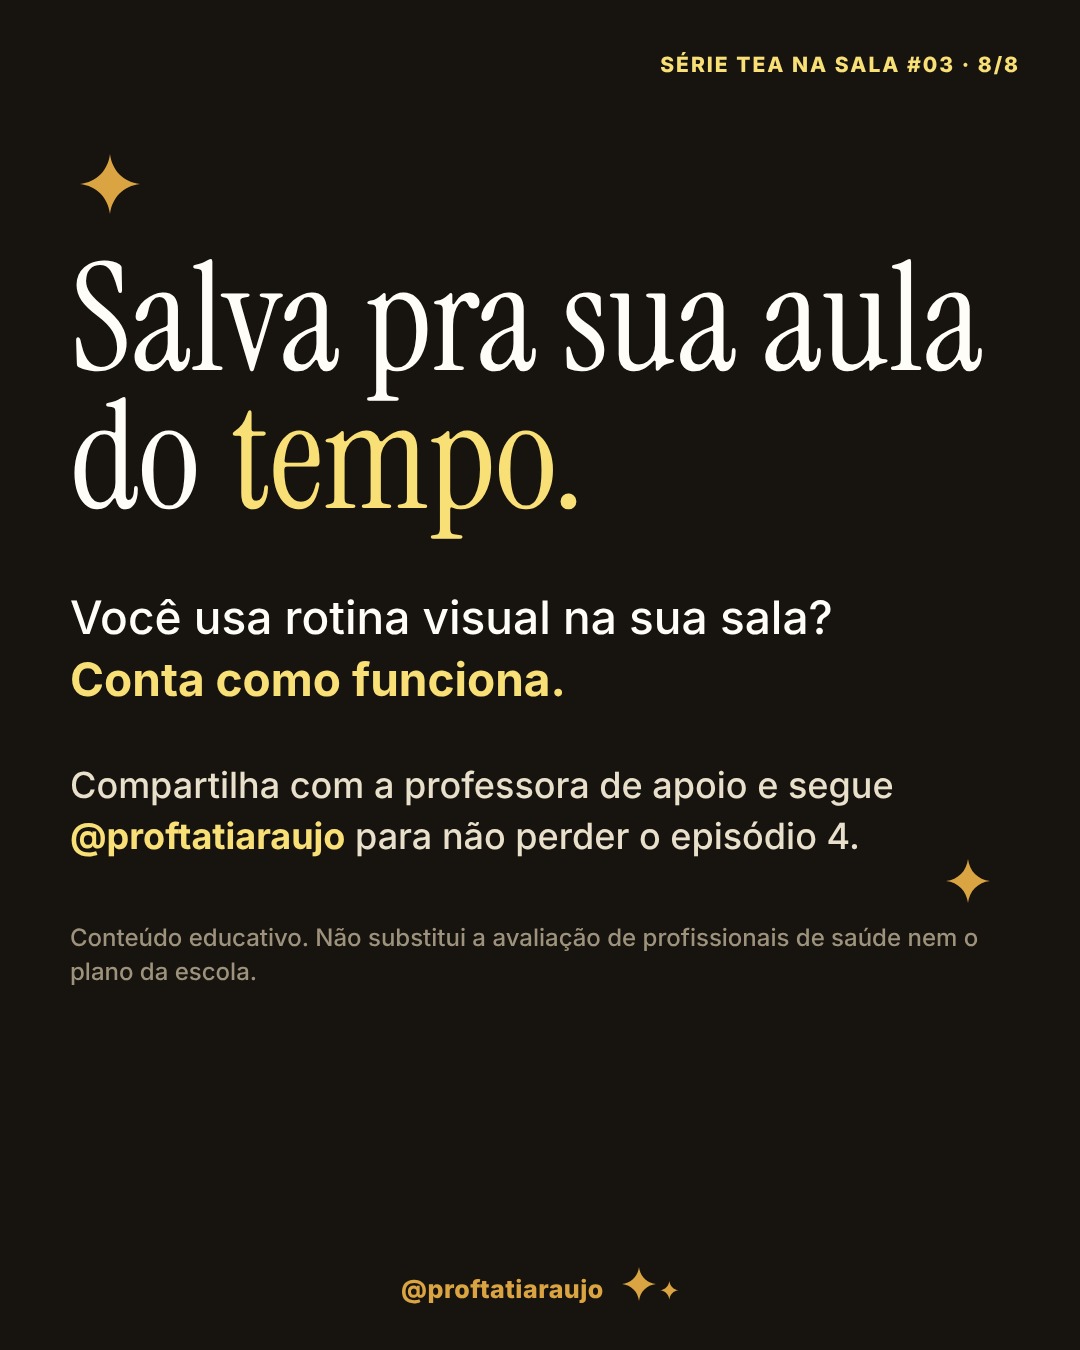 SÉRIE TEA NA SALA #03 · 8/8
Salva pra sua aula
do tempo.
Você usa rotina visual na sua sala?
Conta como funciona.
Compartilha com a professora de apoio e segue
@proftatiaraujo para não perder o episódio 4.
Conteúdo educativo. Não substitui a avaliação de profissionais de saúde nem o
plano da escola.
@proftatiaraujo